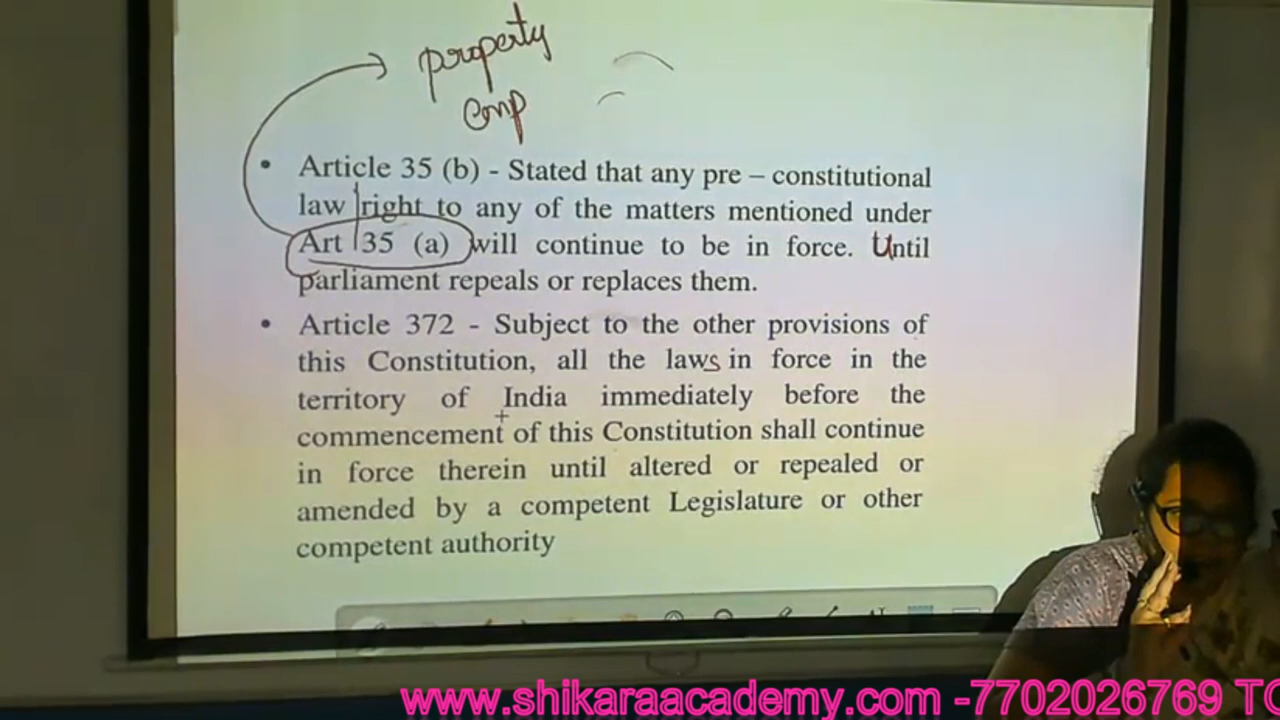 property
Comp
• Article 35 (b) - Stated that any pre – constitutional
law right to any of the matters mentioned under
Art 35 (a) will continue to be in force. Until
parliament repeals or replaces them.
• Article 372 - Subject to the other provisions of
this Constitution, all the laws in force in the
territory of India immediately before the
commencement of this Constitution shall continue
in force therein until altered or repealed or
amended by a competent Legislature or other
competent authority
www.shikaraacademy.com -7702026769 TO